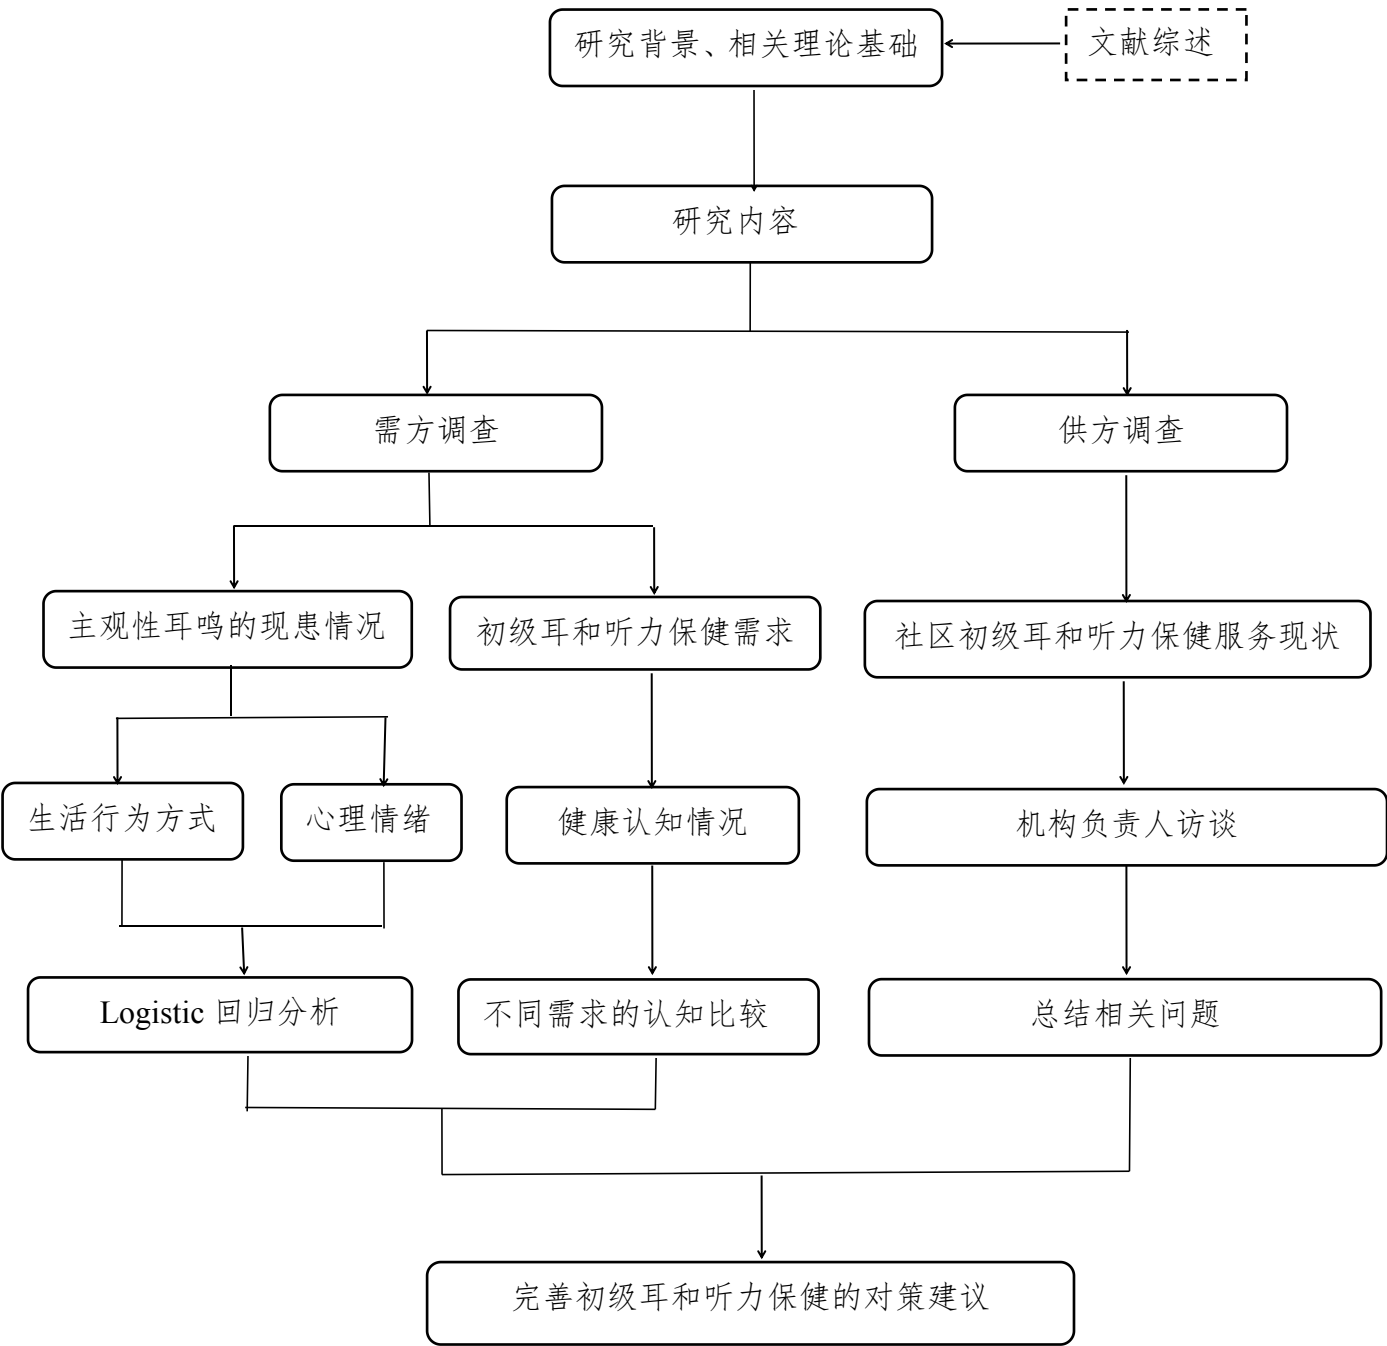 研究背景、相关理论基础
文献综述
研究内容
需方调查
供方调查
主观性耳鸣的现患情况
初级耳和听力保健需求
社区初级耳和听力保健服务现状
生活行为方式
心理情绪
健康认知情况
机构负责人访谈
Logistic 回归分析
不同需求的认知比较
总结相关问题
完善初级耳和听力保健的对策建议